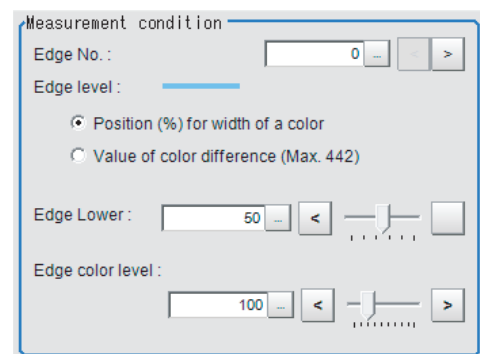 Measurement condition
Edge No. : 0 ... < >
Edge level :
Position (%) for width of a color
Value of color difference (Max. 442)
Edge Lower : 50 ... <
Edge color level :
100 ... < >